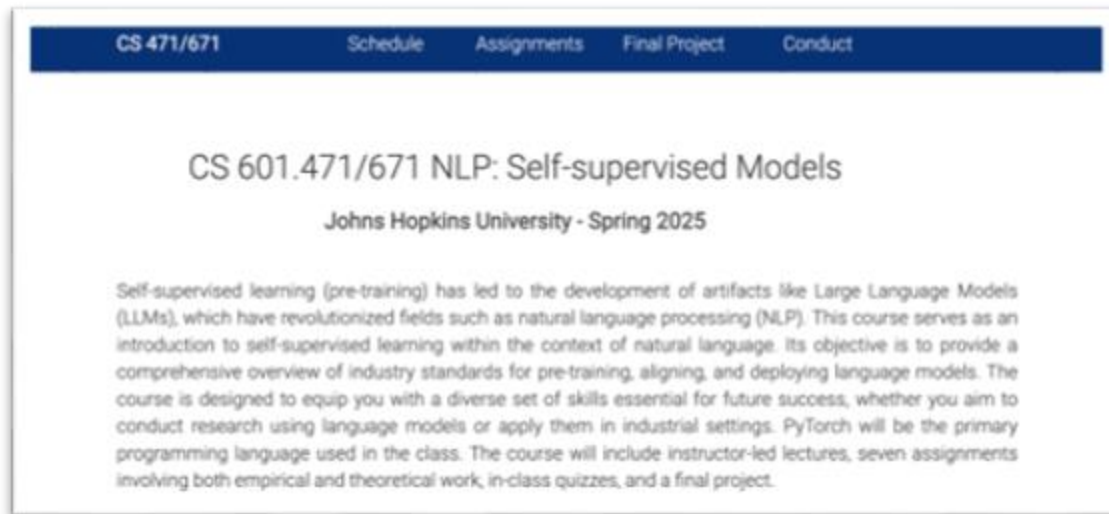 CS 471/671 Schedule Assignments Final Project Conduct
CS 601.471/671 NLP: Self-supervised Models
Johns Hopkins University - Spring 2025
Self-supervised learning (pre-training) has led to the development of artifacts like Large Language Models
(LLMs), which have revolutionized fields such as natural language processing (NLP). This course serves as an
introduction to self-supervised learning within the context of natural language. Its objective is to provide a
comprehensive overview of industry standards for pre-training, aligning, and deploying language models. The
course is designed to equip you with a diverse set of skills essential for future success, whether you aim to
conduct research using language models or apply them in industrial settings. PyTorch will be the primary
programming language used in the class. The course will include instructor-led lectures, seven assignments
involving both empirical and theoretical work, in-class quizzes, and a final project.